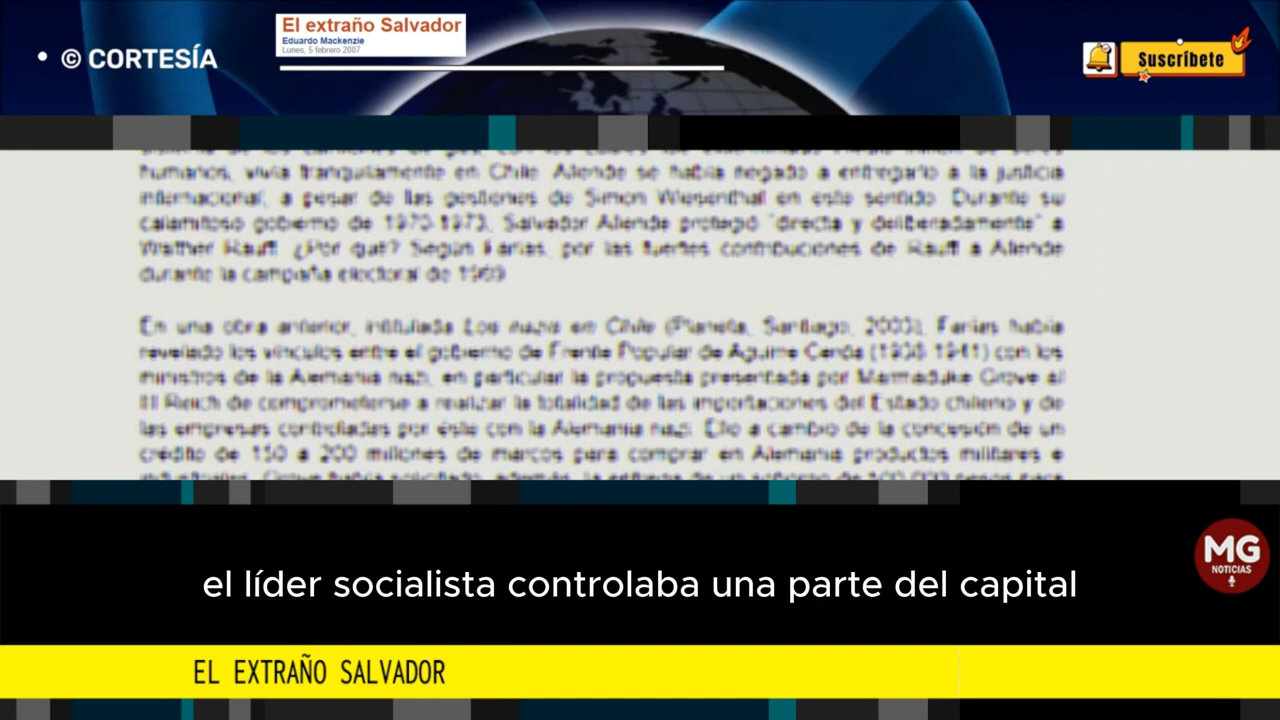 El extraño Salvador
Eduardo Mackenzie
Lunes, 5 febrero 2007
• © CORTESÍA
Suscríbete
humanos, vivía tranquilamente en Chile. Allende se había negado a entregarlo a la justicia
internacional, a pesar de las gestiones de Simon Wiesenthal en este sentido. Durante su
calamitoso gobierno de 1970-1973, Salvador Allende protegió "directa y deliberadamente" a
Walther Rauff. ¿Por qué? Según Farías, por las fuertes contribuciones de Rauff a Allende
durante la campaña electoral de 1969
En una obra anterior, intitulada Los nazis en Chile (Planeta, Santiago, 2003), Farías había
revelado los vínculos entre el gobierno de Frente Popular de Aguirre Cerda (1938-1941) con los
ministros de la Alemania nazi, en particular la propuesta presentada por Marmaduke Grove al
III Reich de comprometerse a realizar la totalidad de las importaciones del Estado chileno y de
las empresas controladas por éste con la Alemania nazi. Ello a cambio de la concesión de un
crédito de 150 a 200 millones de marcos para comprar en Alemania productos militares e
el líder socialista controlaba una parte del capital
MG
NOTICIAS
EL EXTRAÑO SALVADOR